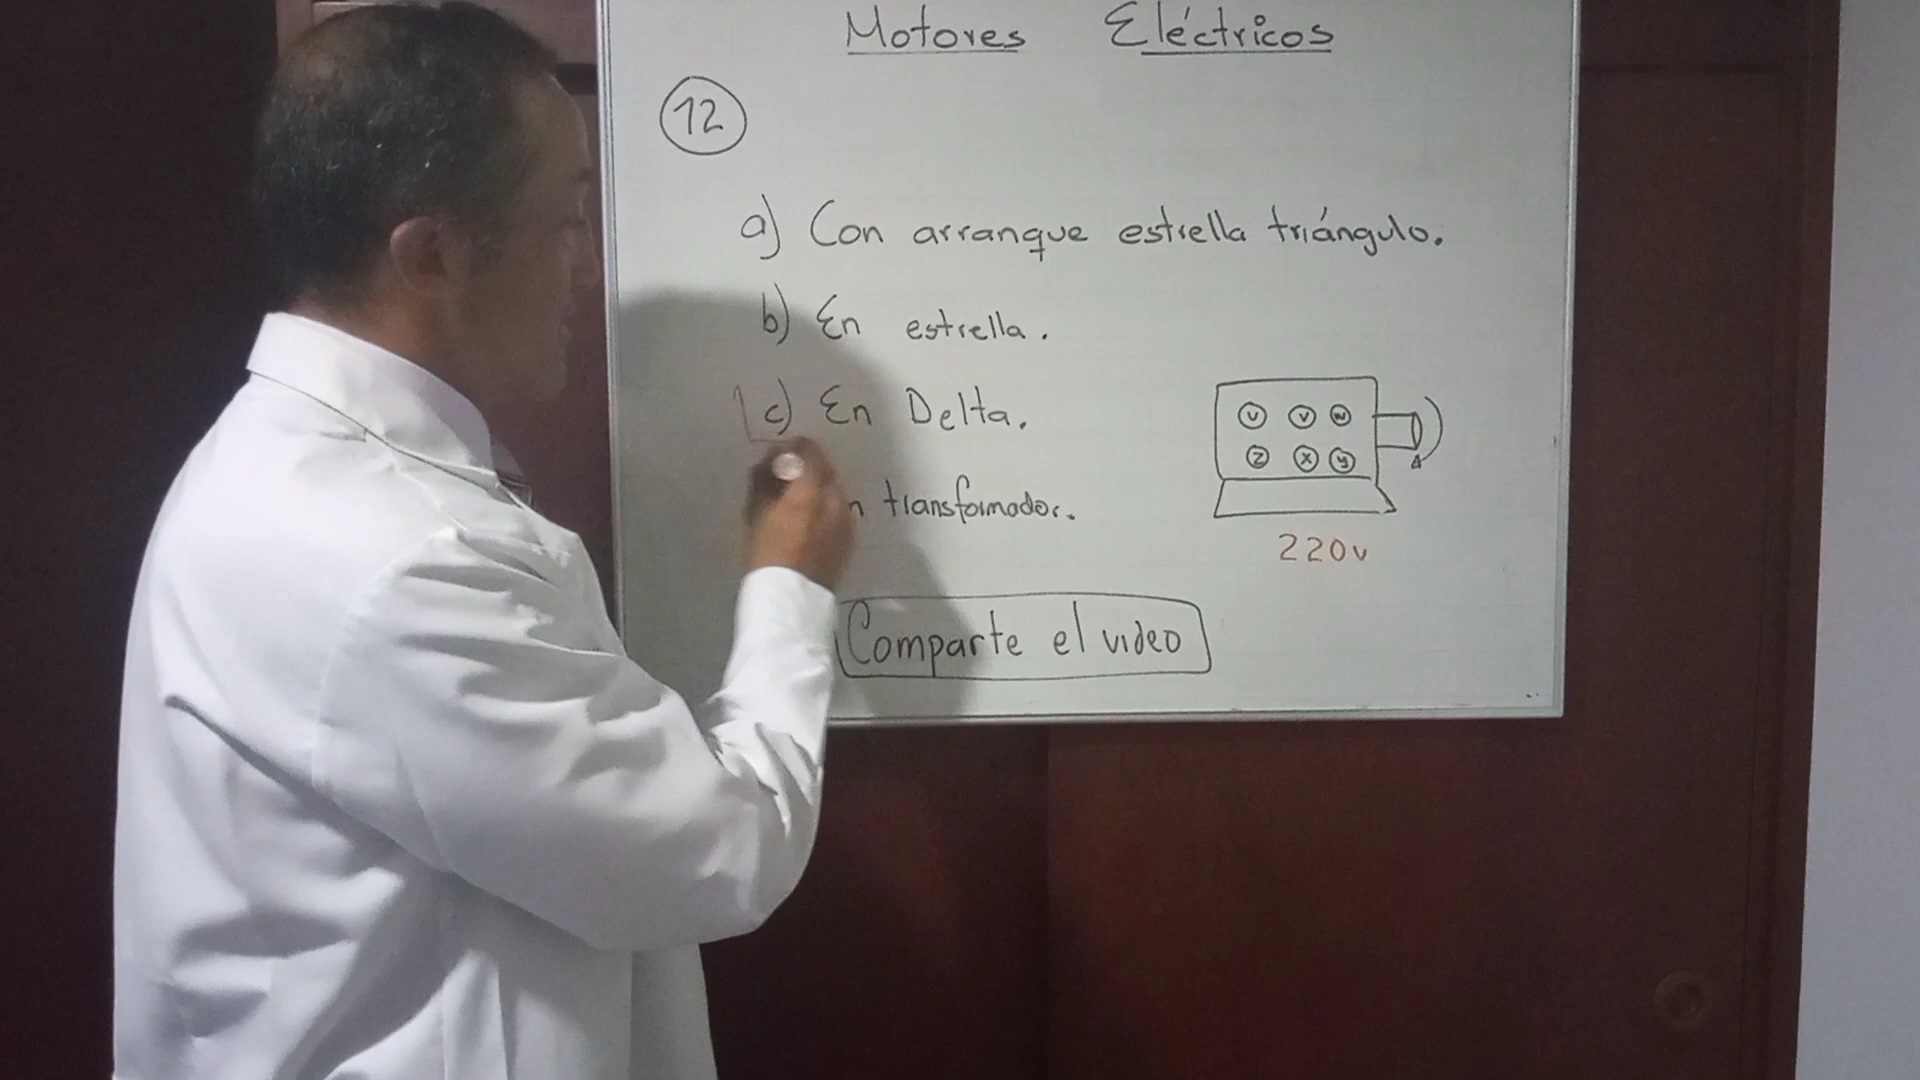 Motores Eléctricos
12
a) Con arranque estrella triángulo.
b) En estrella.
c) En Delta.
transformador.
U V W
Z X Y
220v
Comparte el video